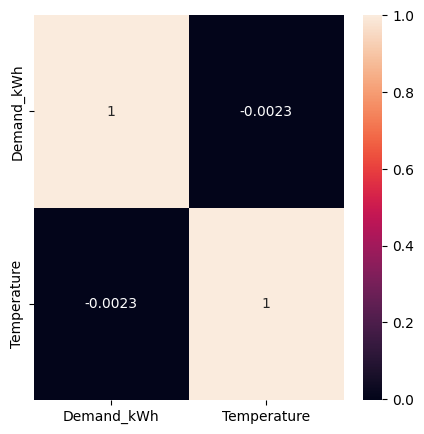 1.0
Demand_kWh
1
-0.0023
0.8
0.6
0.4
Temperature
-0.0023
1
0.2
0.0
Demand_kWh
Temperature